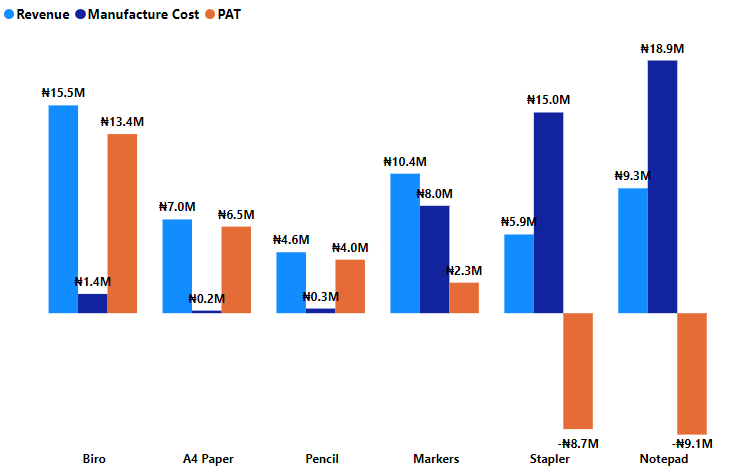 Revenue Manufacture Cost PAT
₦18.9M
₦15.5M
₦15.0M
₦13.4M
₦10.4M
₦9.3M
₦8.0M
₦7.0M
₦6.5M
₦5.9M
₦4.6M
₦4.0M
₦2.3M
₦1.4M
₦0.2M
₦0.3M
-₦8.7M
-₦9.1M
Biro A4 Paper Pencil Markers Stapler Notepad